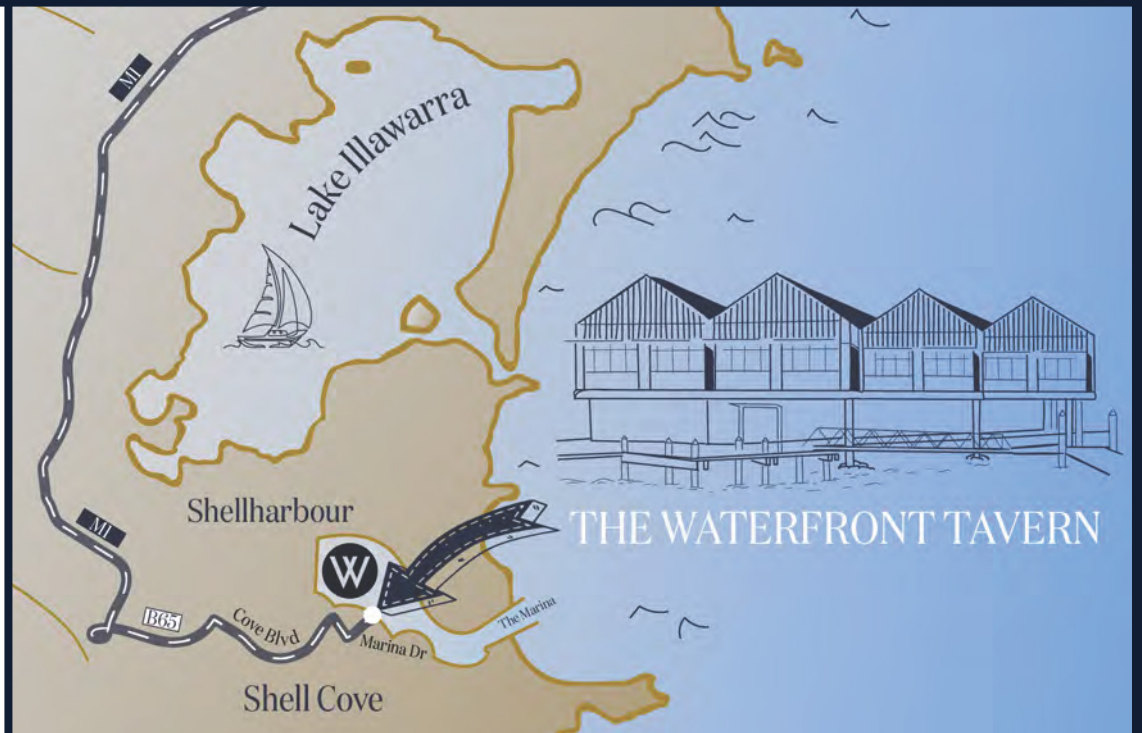 M1
Lake Illawarra
Shellharbour
THE WATERFRONT TAVERN
M1
W
B65
Cove Blvd
Marina Dr
The Marina
Shell Cove